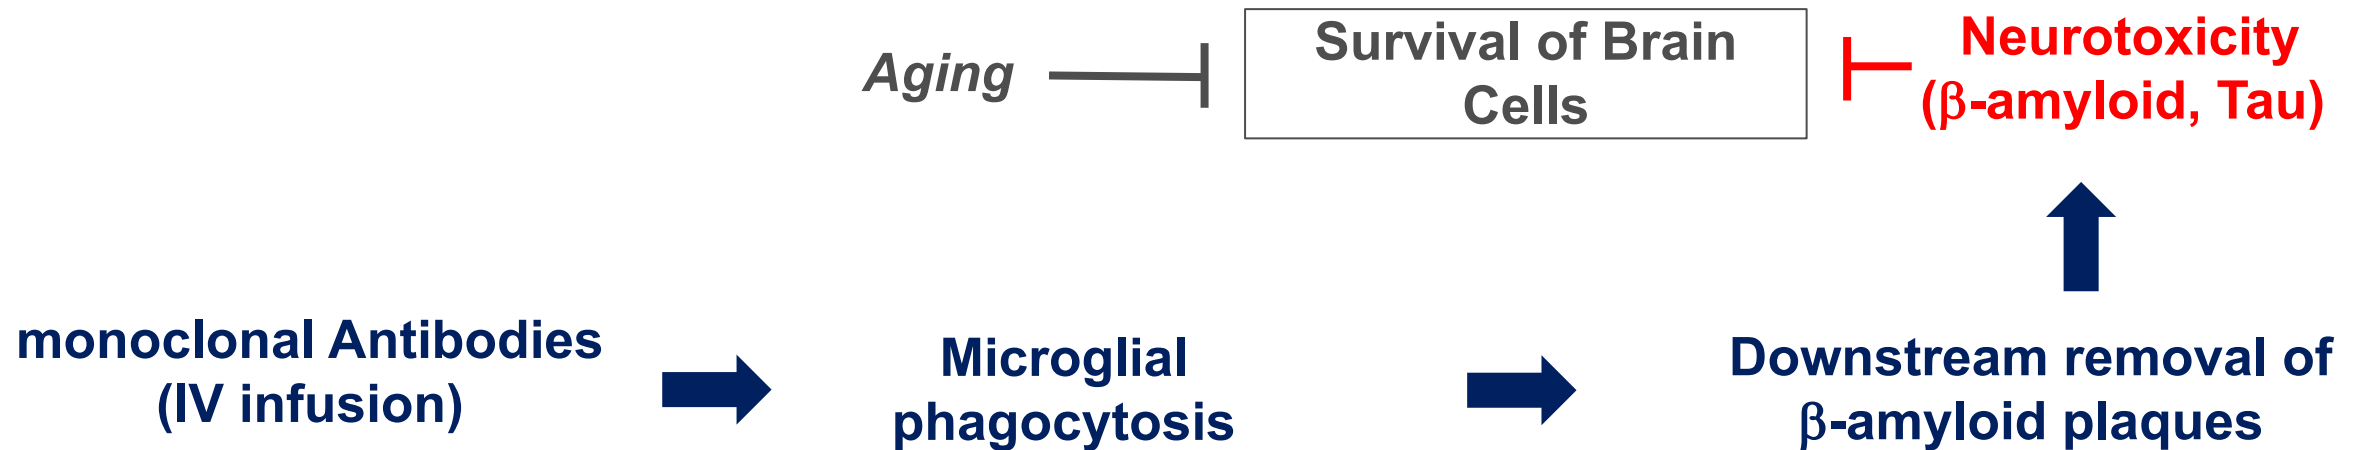 Aging
Survival of Brain
Cells
Neurotoxicity
(β-amyloid, Tau)
monoclonal Antibodies
(IV infusion)
Microglial
phagocytosis
Downstream removal of
β-amyloid plaques